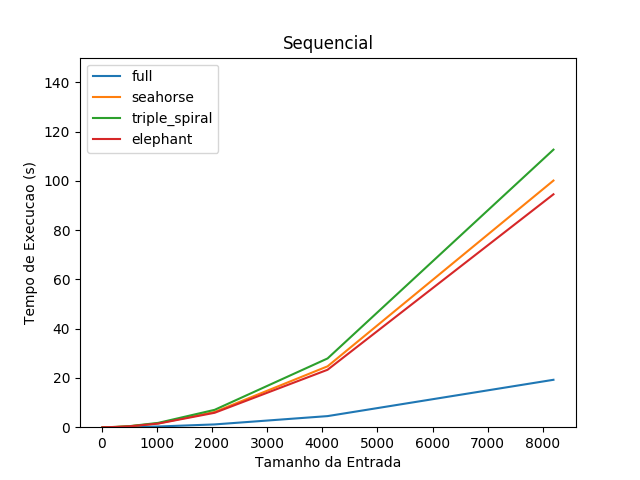 Sequencial
full
seahorse
triple_spiral
elephant
Tempo de Execucao (s)
140
120
100
80
60
40
20
0
0 1000 2000 3000 4000 5000 6000 7000 8000
Tamanho da Entrada